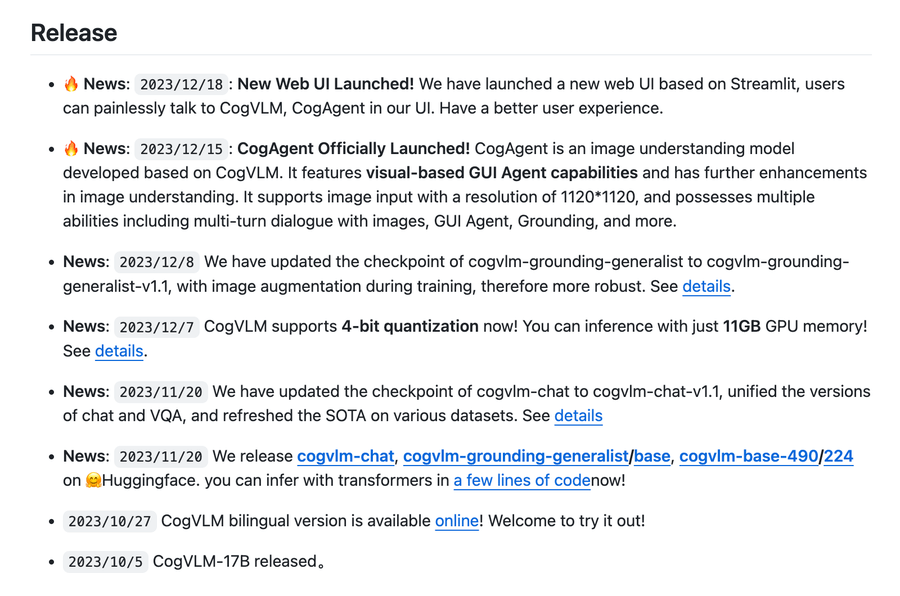 Release
• 🔥 News: 2023/12/18: New Web UI Launched! We have launched a new web UI based on Streamlit, users
can painlessly talk to CogVLM, CogAgent in our UI. Have a better user experience.
• 🔥 News: 2023/12/15: CogAgent Officially Launched! CogAgent is an image understanding model
developed based on CogVLM. It features visual-based GUI Agent capabilities and has further enhancements
in image understanding. It supports image input with a resolution of 1120*1120, and possesses multiple
abilities including multi-turn dialogue with images, GUI Agent, Grounding, and more.
• News: 2023/12/8 We have updated the checkpoint of cogvlm-grounding-generalist to cogvlm-grounding-
generalist-v1.1, with image augmentation during training, therefore more robust. See details.
• News: 2023/12/7 CogVLM supports 4-bit quantization now! You can inference with just 11GB GPU memory!
See details.
• News: 2023/11/20 We have updated the checkpoint of cogvlm-chat to cogvlm-chat-v1.1, unified the versions
of chat and VQA, and refreshed the SOTA on various datasets. See details
• News: 2023/11/20 We release cogvlm-chat, cogvlm-grounding-generalist/base, cogvlm-base-490/224
on 🤗Huggingface. you can infer with transformers in a few lines of codenow!
• 2023/10/27 CogVLM bilingual version is available online! Welcome to try it out!
• 2023/10/5 CogVLM-17B released。